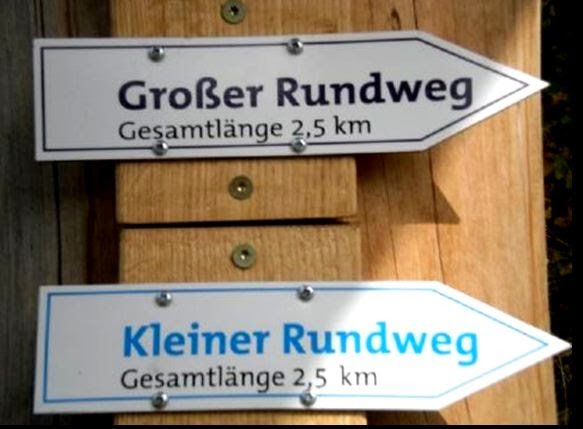 Großer Rundweg
Gesamtlänge 2,5 km
Kleiner Rundweg
Gesamtlänge 2,5 km